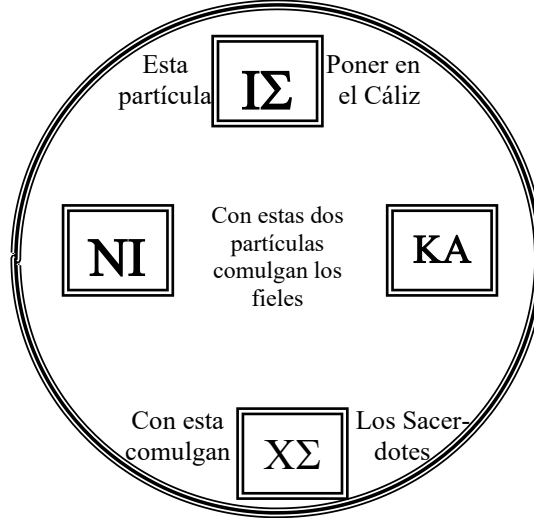 Esta
partícula
ΙΣ
Poner en
el Cáliz
ΝΙ
Con estas dos
partículas
comulgan los
fieles
ΚΑ
Con esta
comulgan
ΧΣ
Los Sacer-
dotes